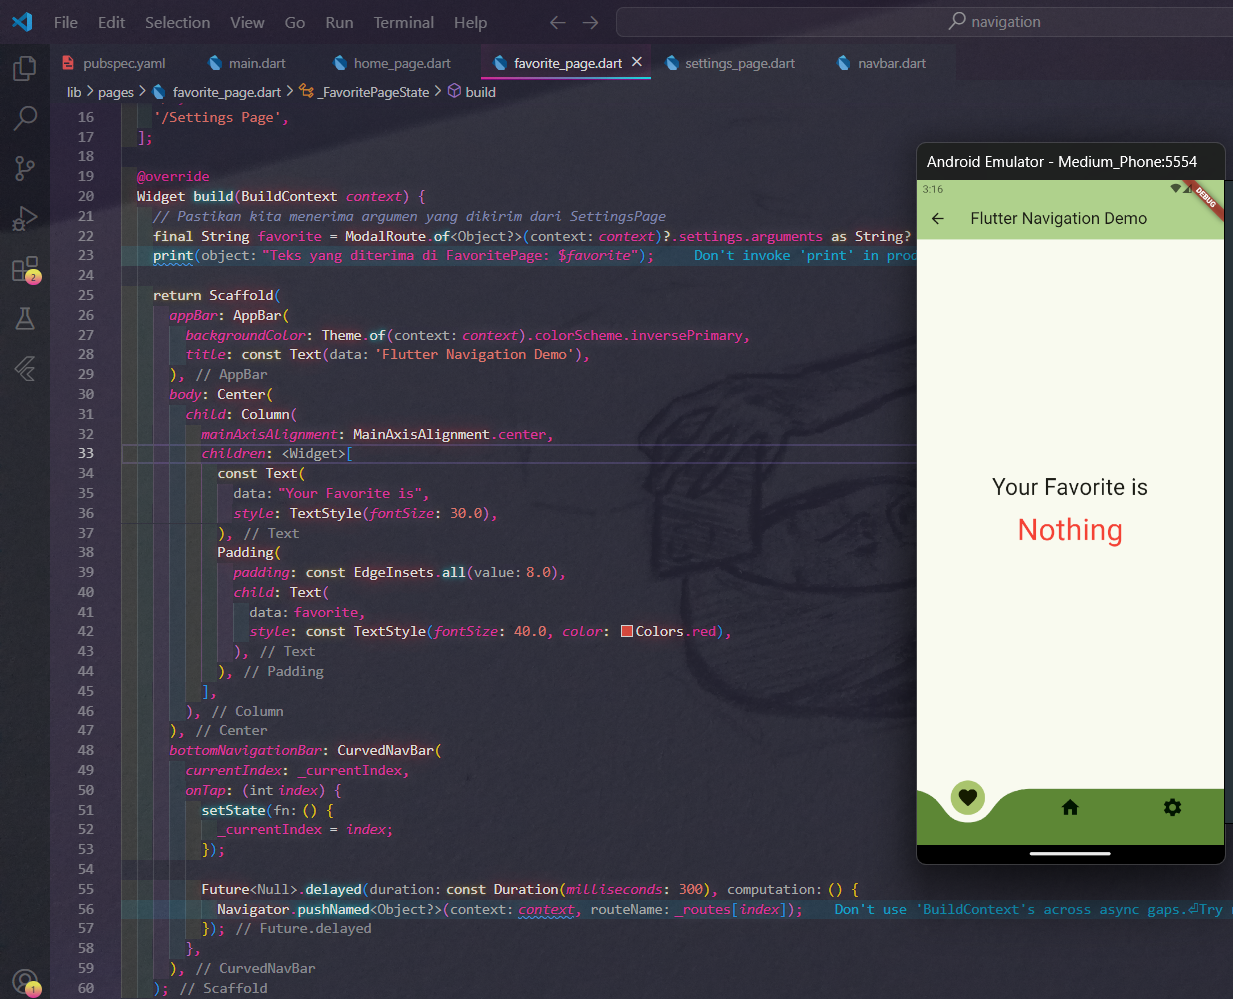 File Edit Selection View Go Run Terminal Help navigation
pubspec.yaml main.dart home_page.dart favorite_page.dart settings_page.dart navbar.dart
lib > pages > favorite_page.dart > _FavoritePageState > build
16 '/Settings Page',
17 ];
18
19 @override
20 Widget build(BuildContext context) {
21 // Pastikan kita menerima argumen yang dikirim dari SettingsPage
22 final String favorite = ModalRoute.of<Object?>(context: context)?.settings.arguments as String?
23 print(object: "Teks yang diterima di FavoritePage: $favorite"); Don't invoke 'print' in prod
24
25 return Scaffold(
26 appBar: AppBar(
27 backgroundColor: Theme.of(context: context).colorScheme.inversePrimary,
28 title: const Text(data: 'Flutter Navigation Demo'),
29 ), // AppBar
30 body: Center(
31 child: Column(
32 mainAxisAlignment: MainAxisAlignment.center,
33 children: <Widget>[
34 const Text(
35 data: "Your Favorite is",
36 style: TextStyle(fontSize: 30.0),
37 ), // Text
38 Padding(
39 padding: const EdgeInsets.all(value: 8.0),
40 child: Text(
41 data: favorite,
42 style: const TextStyle(fontSize: 40.0, color: Colors.red),
43 ), // Text
44 ), // Padding
45 ],
46 ), // Column
47 ), // Center
48 bottomNavigationBar: CurvedNavBar(
49 currentIndex: _currentIndex,
50 onTap: (int index) {
51 setState(fn: () {
52 _currentIndex = index;
53 });
54
55 Future<Null>.delayed(duration: const Duration(milliseconds: 300), computation: () {
56 Navigator.pushNamed<Object?>(context: context, routeName: _routes[index]); Don't use 'BuildContext's across async gaps.⏎Try
57 }); // Future.delayed
58 },
59 ), // CurvedNavBar
60 ); // Scaffold
2
1
Android Emulator - Medium_Phone:5554
3:16
DEBUG
Flutter Navigation Demo
Your Favorite is
Nothing